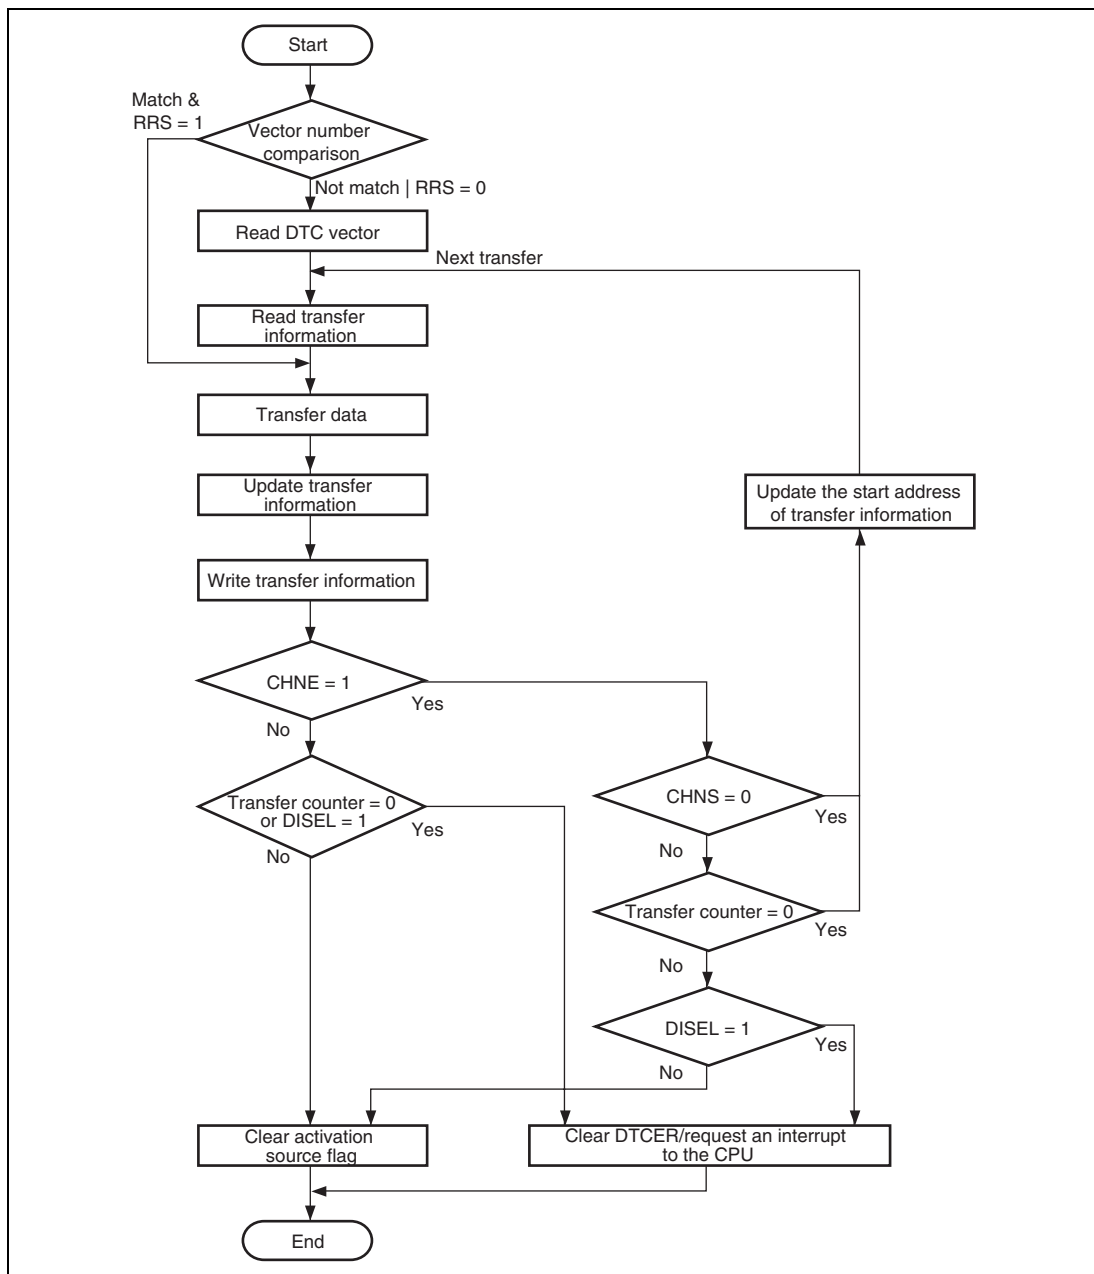 Start
Match &
RRS = 1
Vector number
comparison
Not match | RRS = 0
Read DTC vector
Next transfer
Read transfer
information
Transfer data
Update transfer
information
Update the start address
of transfer information
Write transfer information
CHNE = 1
Yes
No
Transfer counter = 0
or DISEL = 1
Yes
No
CHNS = 0
Yes
No
Transfer counter = 0
Yes
No
DISEL = 1
Yes
No
Clear activation
source flag
Clear DTCER/request an interrupt
to the CPU
End